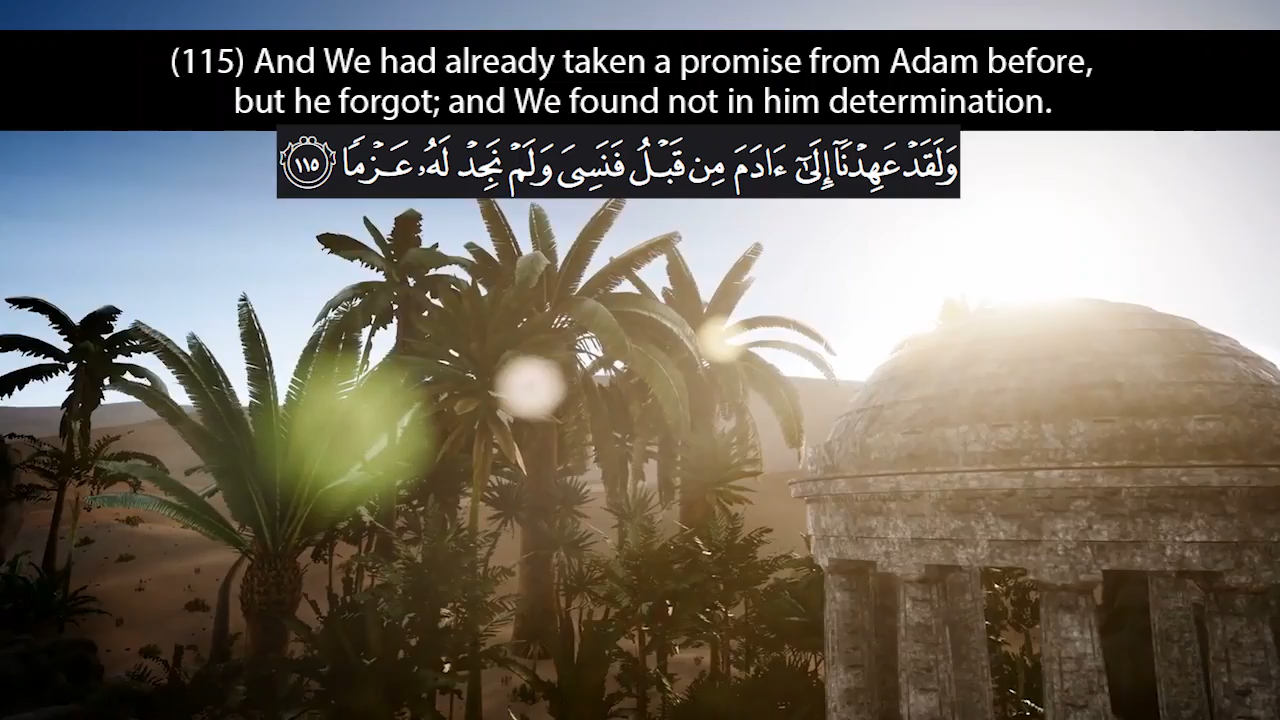 (115) And We had already taken a promise from Adam before,
but he forgot; and We found not in him determination.
وَلَقَدْ عَهِدْنَآ إِلَىٰٓ ءَادَمَ مِن قَبْلُ فَنَسِىَ وَلَمْ نَجِدْ لَهُۥ عَزْمًا ١١٥